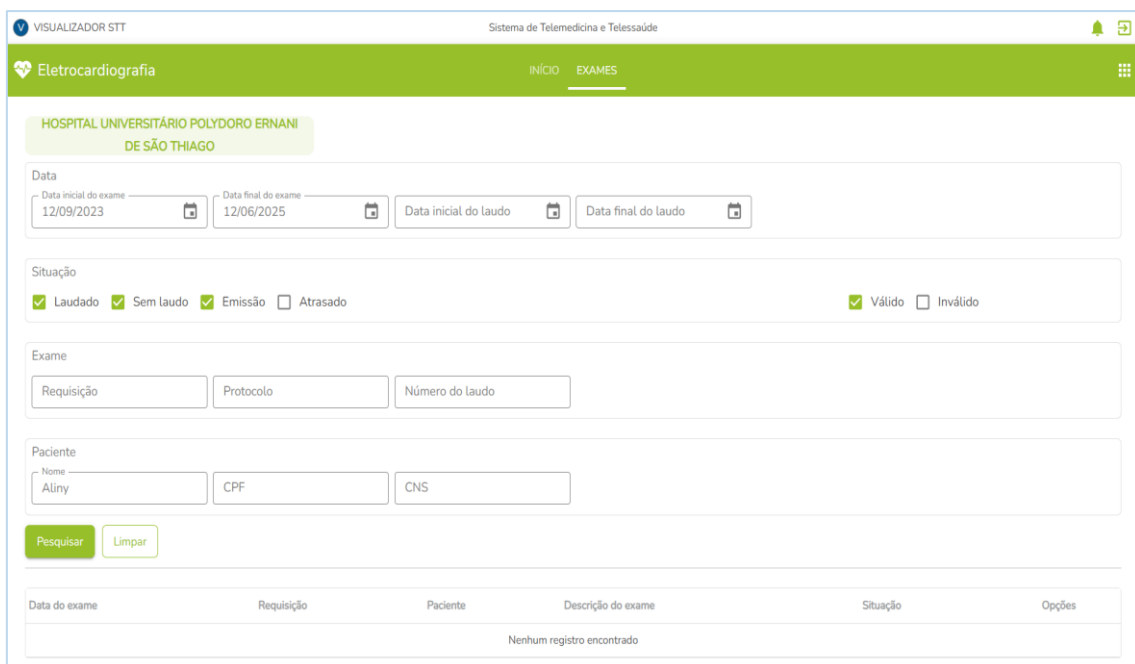 V VISUALIZADOR STT Sistema de Telemedicina e Telessaúde
Eletrocardiografia INÍCIO EXAMES
HOSPITAL UNIVERSITÁRIO POLYDORO ERNANI
DE SÃO THIAGO
Data
Data inicial do exame Data final do exame
12/09/2023 12/06/2025 Data inicial do laudo Data final do laudo
Situação
Laudado Sem laudo Emissão Atrasado Válido Inválido
Exame
Requisição Protocolo Número do laudo
Paciente
Nome
Aliny CPF CNS
Pesquisar Limpar
Data do exame Requisição Paciente Descrição do exame Situação Opções
Nenhum registro encontrado